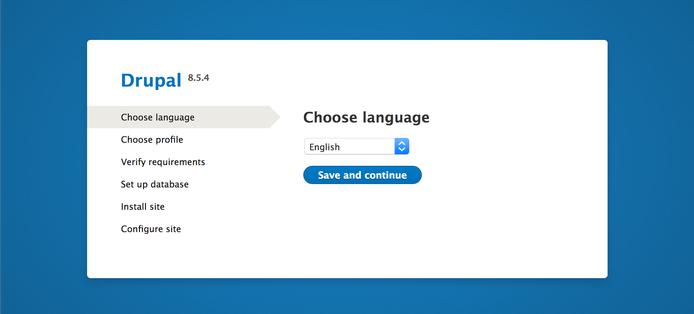 Drupal 8.5.4
Choose language
Choose profile
Verify requirements
Set up database
Install site
Configure site
Choose language
English
Save and continue